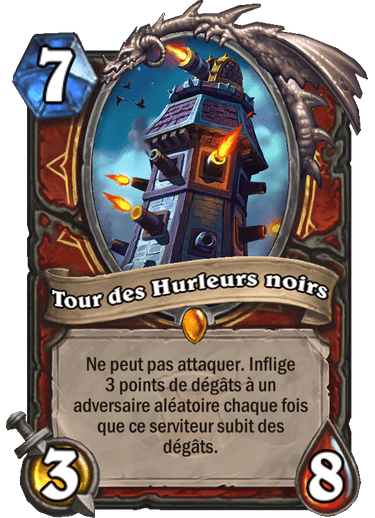 7
Tour des Hurleurs noirs
Ne peut pas attaquer. Inflige
3 points de dégâts à un
adversaire aléatoire chaque fois
que ce serviteur subit des
dégâts.
3
8